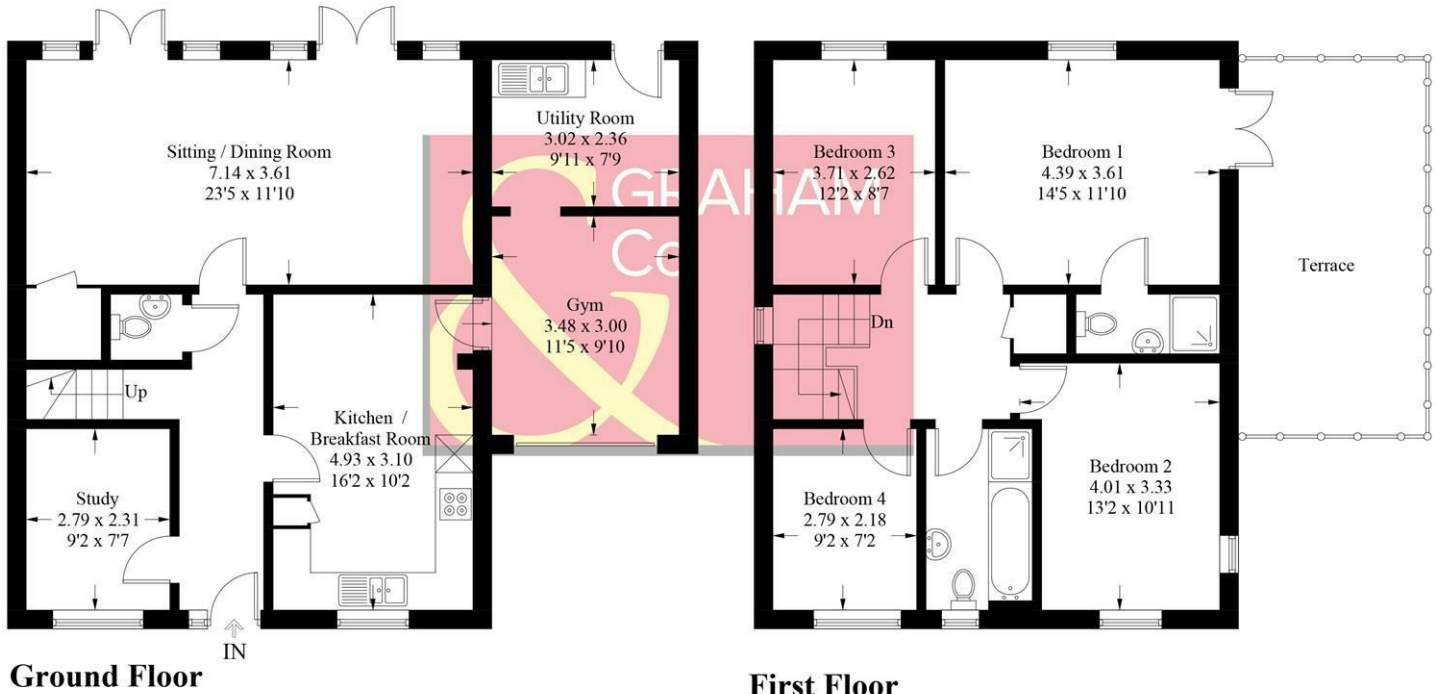 Sitting / Dining Room
7.14 x 3.61
23'5 x 11'10
Utility Room
3.02 x 2.36
9'11 x 7'9
Gym
3.48 x 3.00
11'5 x 9'10
Up
Kitchen /
Breakfast Room
4.93 x 3.10
16'2 x 10'2
Study
2.79 x 2.31
9'2 x 7'7
IN
Ground Floor
Bedroom 3
3.71 x 2.62
12'2 x 8'7
Bedroom 1
4.39 x 3.61
14'5 x 11'10
Terrace
Dn
Bedroom 4
2.79 x 2.18
9'2 x 7'2
Bedroom 2
4.01 x 3.33
13'2 x 10'11
First Floor
&
GRAHAM
Co